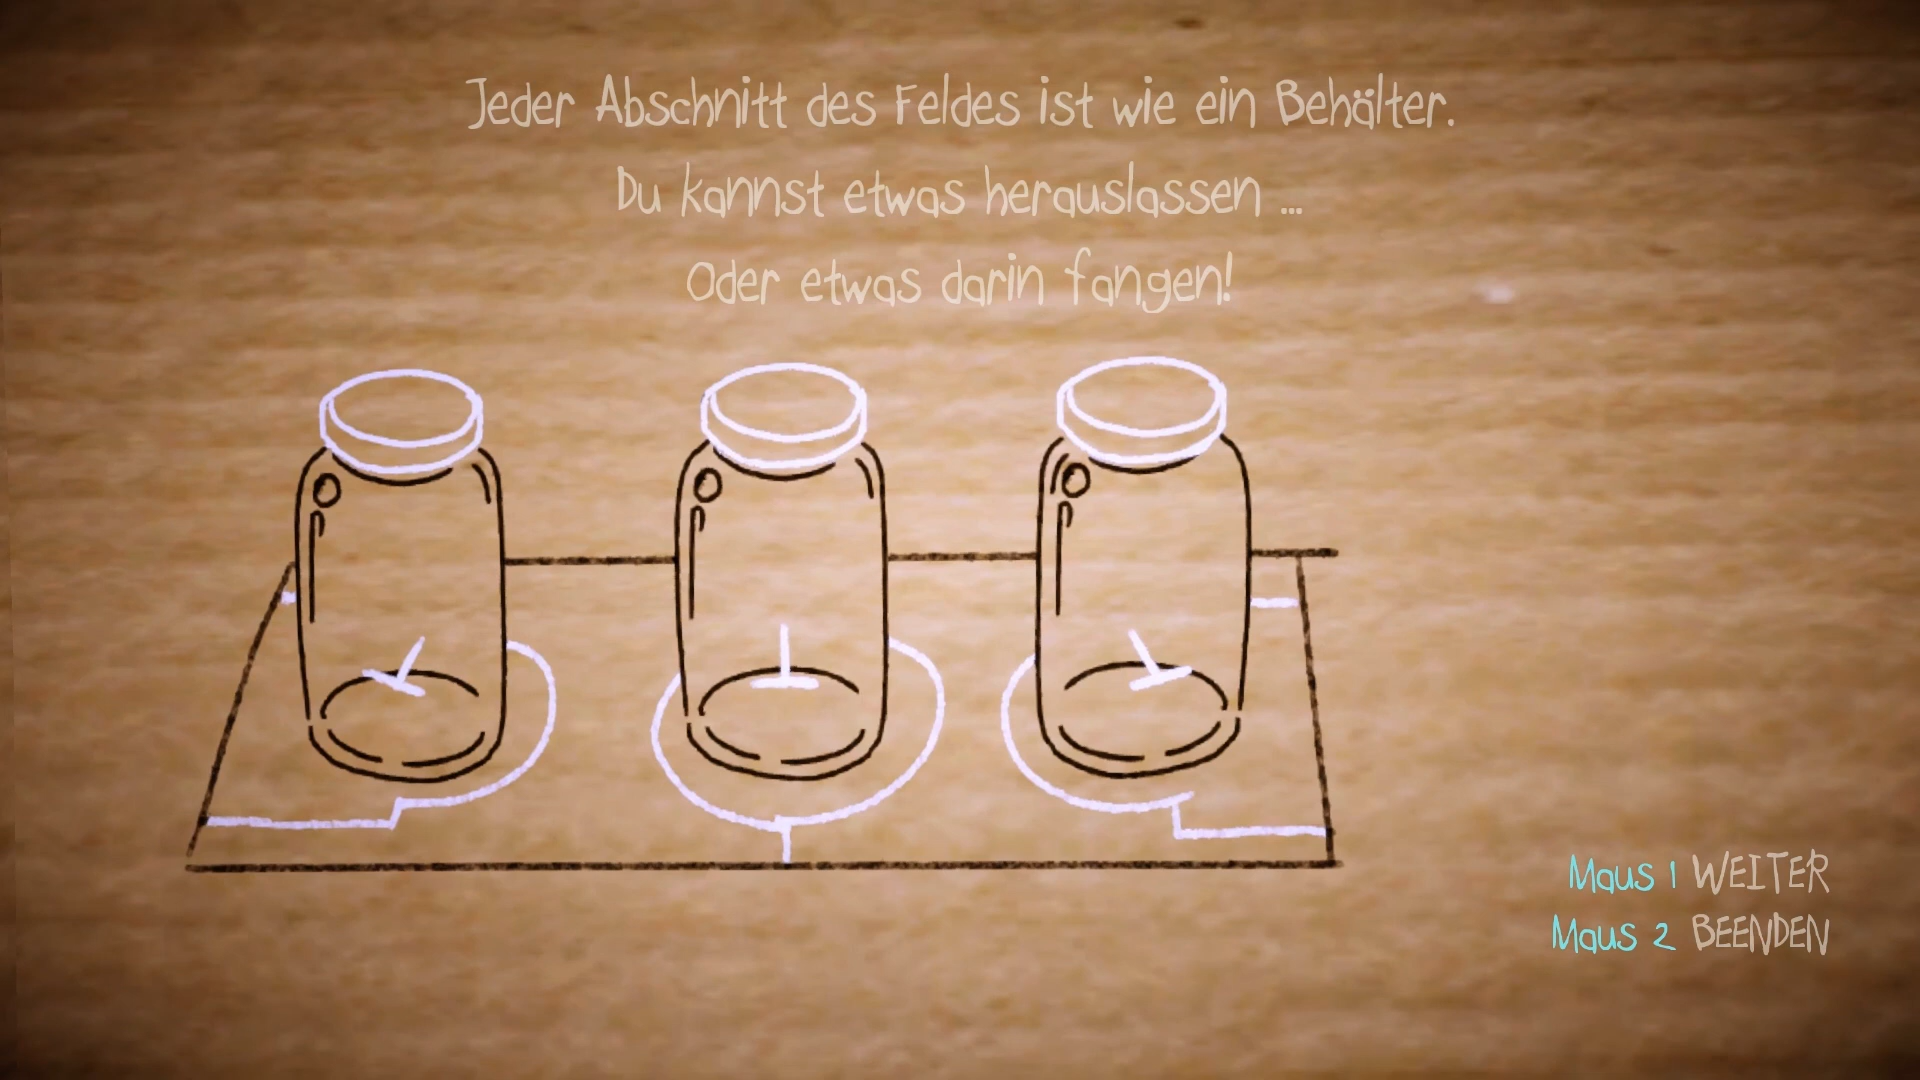 Jeder Abschnitt des Feldes ist wie ein Behälter.
Du kannst etwas herauslassen ...
Oder etwas darin fangen!
Maus 1 WEITER
Maus 2 BEENDEN